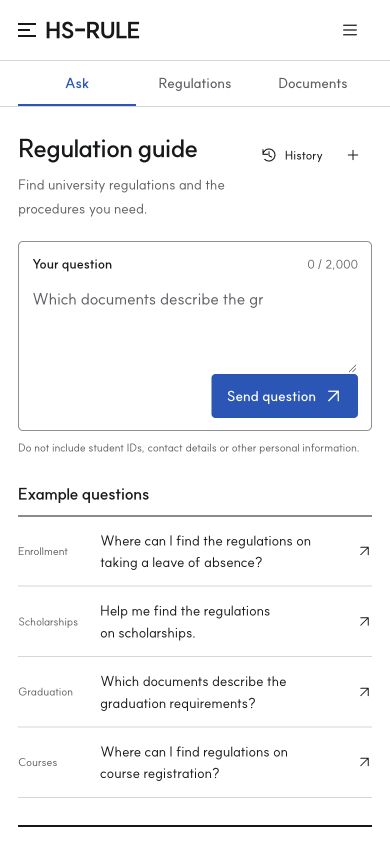 HS-RULE
Ask
Regulations
Documents
Regulation guide
History
Find university regulations and the
procedures you need.
Your question
0 / 2,000
Which documents describe the gr
Send question
Do not include student IDs, contact details or other personal information.
Example questions
Enrollment
Where can I find the regulations on
taking a leave of absence?
Scholarships
Help me find the regulations
on scholarships.
Graduation
Which documents describe the
graduation requirements?
Courses
Where can I find regulations on
course registration?